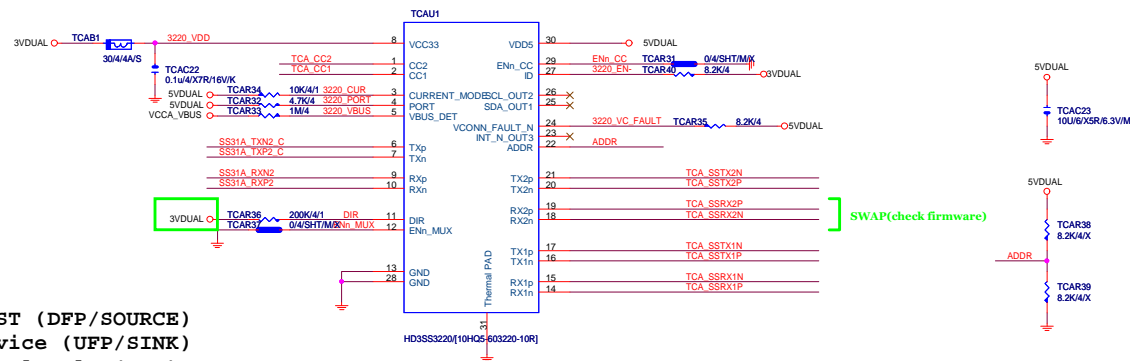 TCAU1
3VDUAL TCAB1 3220_VDD 8 VCC33 VDD5 30 5VDUAL
30/4/4A/S
TCAC22
0.1u/4/X7R/16V/K
TCA_CC2 1 CC2
TCA_CC1 2 CC1
ENn_CC 29 ENn_CC TCAR31 0/4/SHT/M/X
ID 27 3220_EN- TCAR40 8.2K/4 3VDUAL
5VDUAL TCAR34 10K/4/1 3220_CUR 3 CURRENT_MODE SCL_OUT2 26
5VDUAL TCAR32 4.7K/4 3220_PORT 4 PORT SDA_OUT1 25
VCCA_VBUS TCAR33 1M/4 3220_VBUS 5 VBUS_DET
VCONN_FAULT_N 24 3220_VC_FAULT TCAR35 8.2K/4 5VDUAL
INT_N_OUT3 23
ADDR 22 ADDR
SS31A_TXN2_C 6 TXp
SS31A_TXP2_C 7 TXn
SS31A_RXN2 9 RXp
SS31A_RXP2 10 RXn
TX2p 21 TCA_SSTX2N
TX2n 20 TCA_SSTX2P
RX2p 19 TCA_SSRX2P
RX2n 18 TCA_SSRX2N
SWAP(check firmware)
3VDUAL TCAR36 200K/4/1 DIR 11 DIR
TCAR37 0/4/SHT/M/X ENn_MUX 12 ENn_MUX
TX1p 17 TCA_SSTX1N
TX1n 16 TCA_SSTX1P
RX1p 15 TCA_SSRX1N
RX1n 14 TCA_SSRX1P
13 GND
28 GND
Thermal PAD
31
HD3SS3220/[10HQ5-603220-10R]
5VDUAL
TCAC23
10U/6/X5R/6.3V/M
5VDUAL
TCAR38
8.2K/4/X
ADDR
TCAR39
8.2K/4/X
ST (DFP/SOURCE)
vice (UFP/SINK)